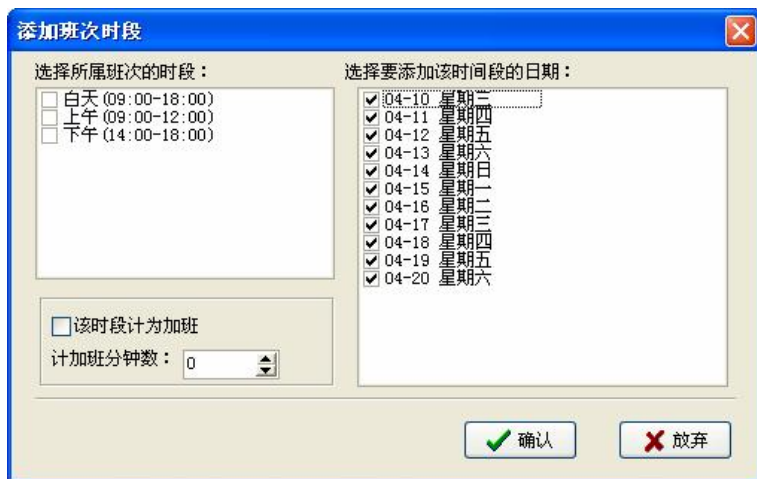 添加班次时段
选择所属班次的时段：
白天(09:00-18:00)
上午(09:00-12:00)
下午(14:00-18:00)
选择要添加该时间段的日期：
04-10 星期三
04-11 星期四
04-12 星期五
04-13 星期六
04-14 星期日
04-15 星期一
04-16 星期二
04-17 星期三
04-18 星期四
04-19 星期五
04-20 星期六
该时段计为加班
计加班分钟数：0
确认
放弃